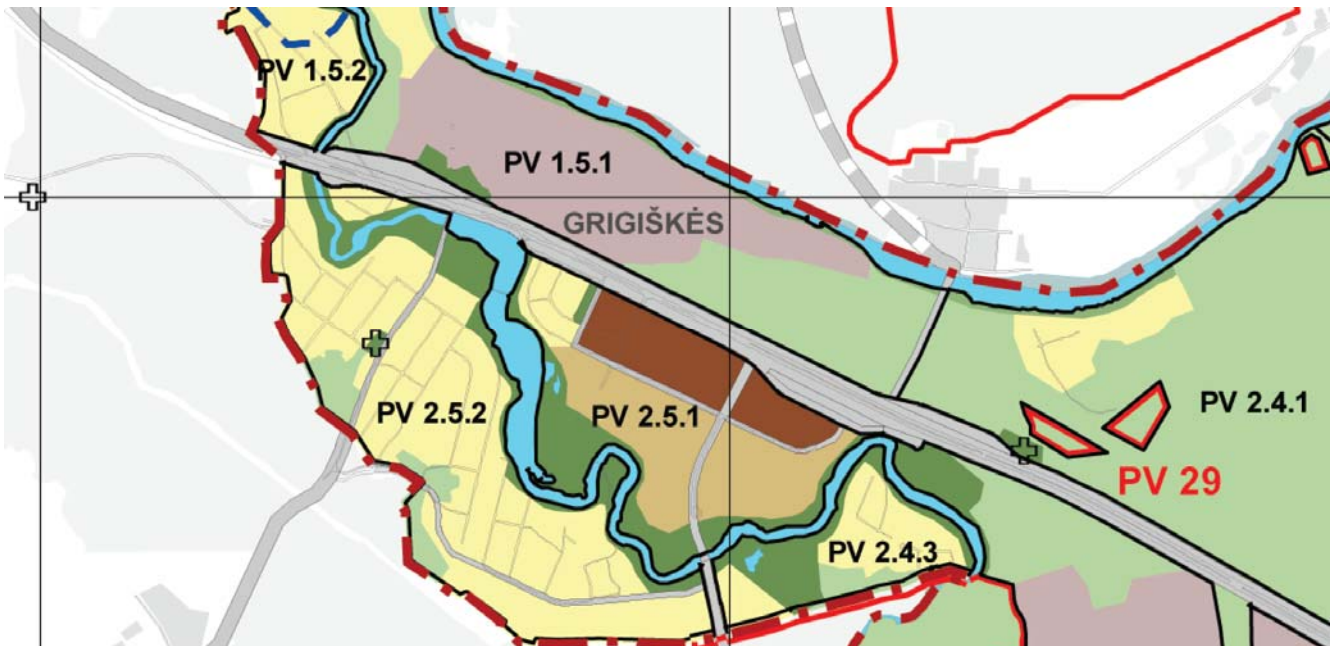 PV 1.5.2
PV 1.5.1
GRIGIŠKĖS
PV 2.5.2
PV 2.5.1
PV 2.4.1
PV 29
PV 2.4.3